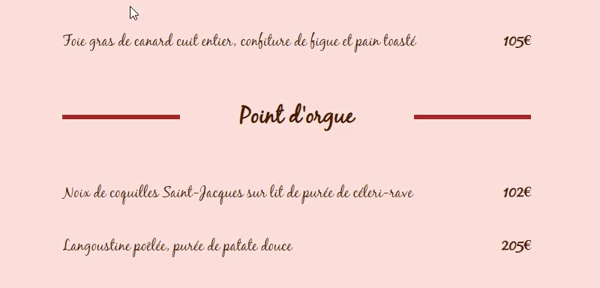 Foie gras de canard cuit entier, confiture de figue et pain toasté 105€
Point d'orgue
Noix de coquilles Saint-Jacques sur lit de purée de céleri-rave 102€
Langoustine poêlée, purée de patate douce 205€